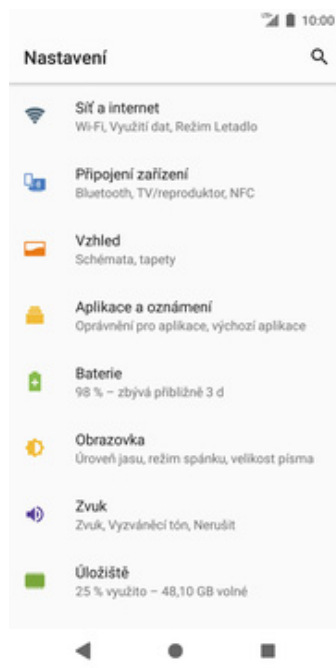 10:00
Nastavení
Síť a internet
Wi-Fi, Využití dat, Režim Letadlo
Připojení zařízení
Bluetooth, TV/reproduktor, NFC
Vzhled
Schémata, tapety
Aplikace a oznámení
Oprávnění pro aplikace, výchozí aplikace
Baterie
98 % – zbývá přibližně 3 d
Obrazovka
Úroveň jasu, režim spánku, velikost písma
Zvuk
Zvuk, Vyzváněcí tón, Nerušit
Úložiště
25 % využito – 48,10 GB volné